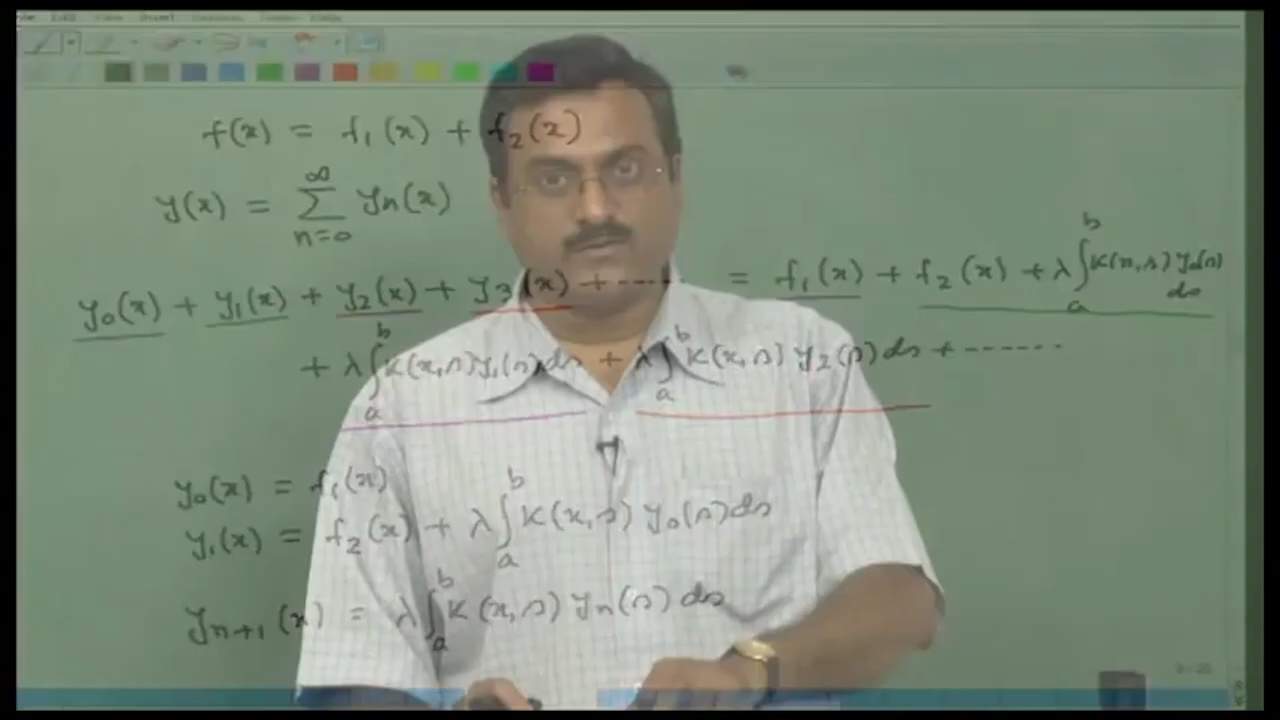 f(x) = f₁(x) + f₂(x)
y(x) = ∑_{n=0}^{∞} yₙ(x)
y₀(x) + y₁(x) + y₂(x) + y₃(x) + ------ = f₁(x) + f₂(x) + λ∫_a^b K(x,s) y₀(s) ds
+ λ∫_a^b K(x,s) y₁(s) ds + λ∫_a^b K(x,s) y₂(s) ds + ------
y₀(x) = f₁(x)
y₁(x) = f₂(x) + λ∫_a^b K(x,s) y₀(s) ds
yₙ₊₁(x) = λ∫_a^b K(x,s) yₙ(s) ds